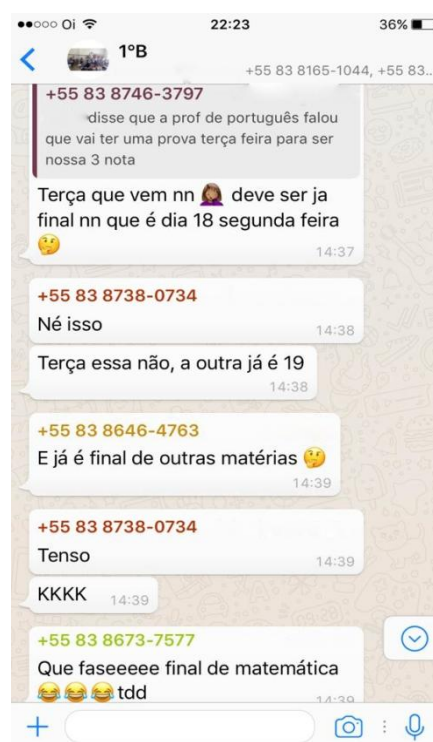 ●●○○○ Oi 22:23 36%
1°B
+55 83 8165-1044, +55 83..
+55 83 8746-3797
disse que a prof de português falou
que vai ter uma prova terça feira para ser
nossa 3 nota
Terça que vem nn 🤦🏽‍♀️ deve ser ja
final nn que é dia 18 segunda feira
🤔 14:37
+55 83 8738-0734
Né isso 14:38
Terça essa não, a outra já é 19
14:38
+55 83 8646-4763
E já é final de outras matérias 🤔
14:39
+55 83 8738-0734
Tenso 14:39
KKKK 14:39
+55 83 8673-7577
Que faseeeee final de matemática
😂😂😂 tdd 14:39